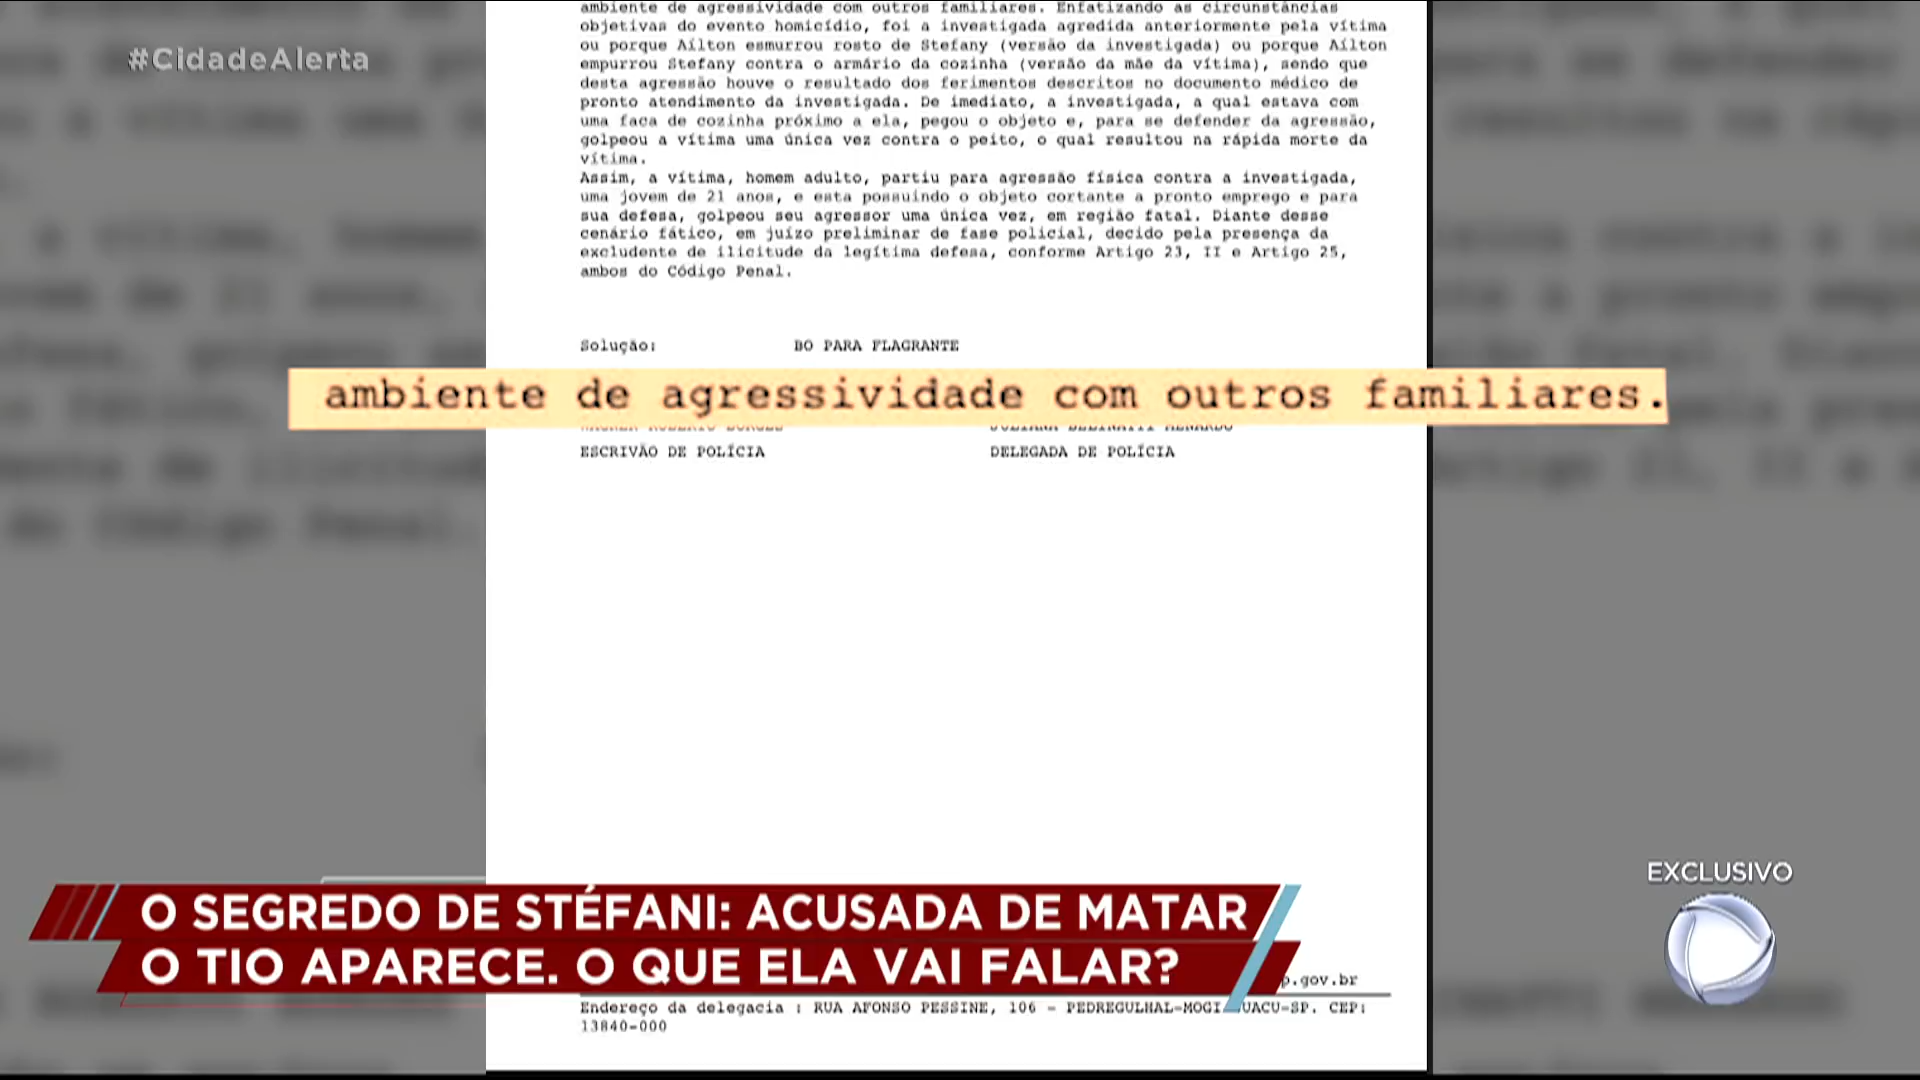 #CidadeAlerta
ambiente de agressividade com outros familiares. Enfatizando as circunstâncias
objetivas do evento homicídio, foi a investigada agredida anteriormente pela vítima
ou porque Aílton esmurrou rosto de Stefany (versão da investigada) ou porque Aílton
empurrou Stefany contra o armário da cozinha (versão da mãe da vítima), sendo que
desta agressão houve o resultado dos ferimentos descritos no documento médico de
pronto atendimento da investigada. De imediato, a investigada, a qual estava com
uma faca de cozinha próximo a ela, pegou o objeto e, para se defender da agressão,
golpeou a vítima uma única vez contra o peito, o qual resultou na rápida morte da
vítima.
Assim, a vítima, homem adulto, partiu para agressão física contra a investigada,
uma jovem de 21 anos, e esta possuindo o objeto cortante a pronto emprego e para
sua defesa, golpeou seu agressor uma única vez, em região fatal. Diante desse
cenário fático, em juízo preliminar de fase policial, decido pela presença da
excludente de ilicitude da legítima defesa, conforme Artigo 23, II e Artigo 25,
ambos do Código Penal.
Solução: BO PARA FLAGRANTE
ambiente de agressividade com outros familiares.
ESCRIVÃO DE POLÍCIA DELEGADA DE POLÍCIA
EXCLUSIVO
O SEGREDO DE STÉFANI: ACUSADA DE MATAR
O TIO APARECE. O QUE ELA VAI FALAR?
p.gov.br
Endereço da delegacia : RUA AFONSO PESSINE, 106 - PEDREGULHAL-MOGI UACU-SP. CEP:
13840-000